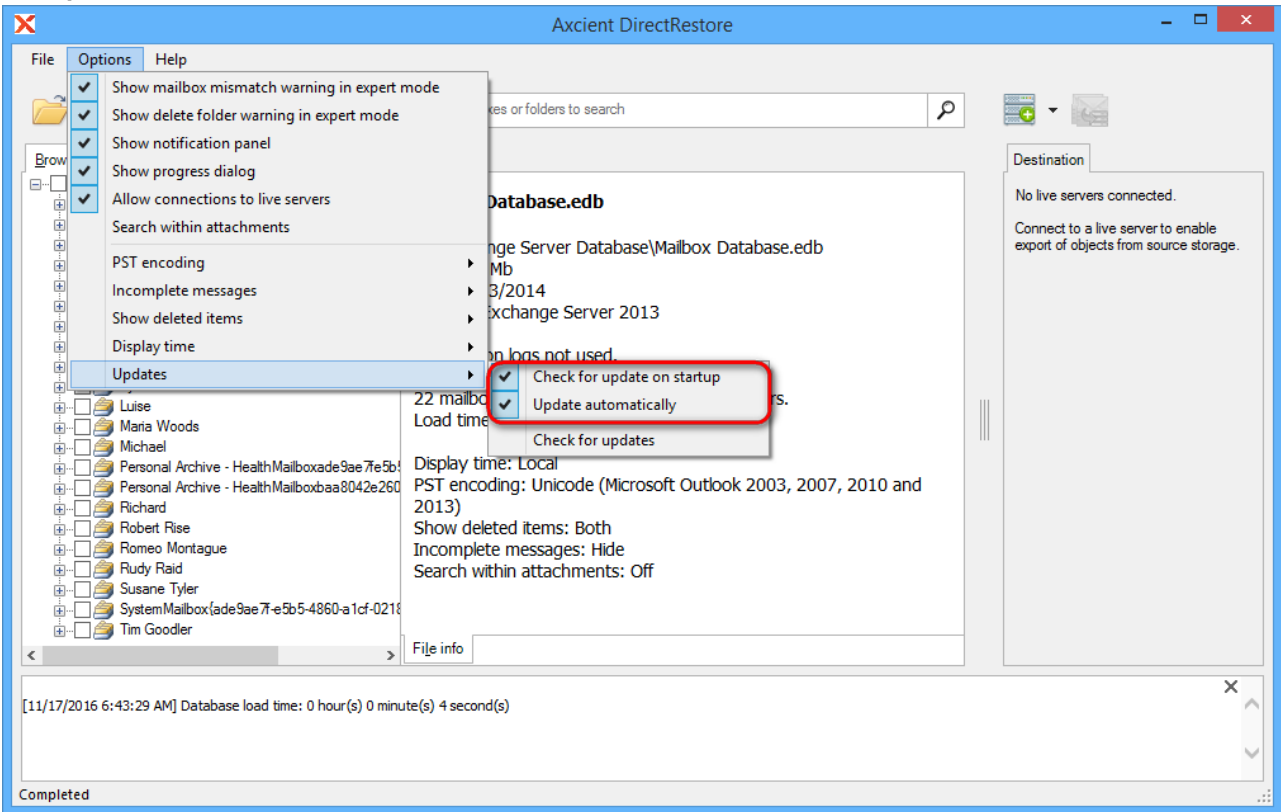 Axcient DirectRestore
File Options Help
Show mailbox mismatch warning in expert mode
Show delete folder warning in expert mode
Show notification panel
Show progress dialog
Allow connections to live servers
Search within attachments
PST encoding
Incomplete messages
Show deleted items
Display time
Updates
Check for update on startup
Update automatically
Check for updates
or folders to search
Brow
Database.edb
nge Server Database\Mailbox Database.edb
Mb
3/2014
Exchange Server 2013
on logs not used.
22 mailbo rs.
Load time
Display time: Local
PST encoding: Unicode (Microsoft Outlook 2003, 2007, 2010 and
2013)
Show deleted items: Both
Incomplete messages: Hide
Search within attachments: Off
File info
Luise
Maria Woods
Michael
Personal Archive - HealthMailboxade9ae7fe5b5
Personal Archive - HealthMailboxbaa8042e260
Richard
Robert Rise
Romeo Montague
Rudy Raid
Susane Tyler
SystemMailbox{ade9ae7f-e5b5-4860-a1cf-0218
Tim Goodler
Destination
No live servers connected.
Connect to a live server to enable
export of objects from source storage.
[11/17/2016 6:43:29 AM] Database load time: 0 hour(s) 0 minute(s) 4 second(s)
Completed